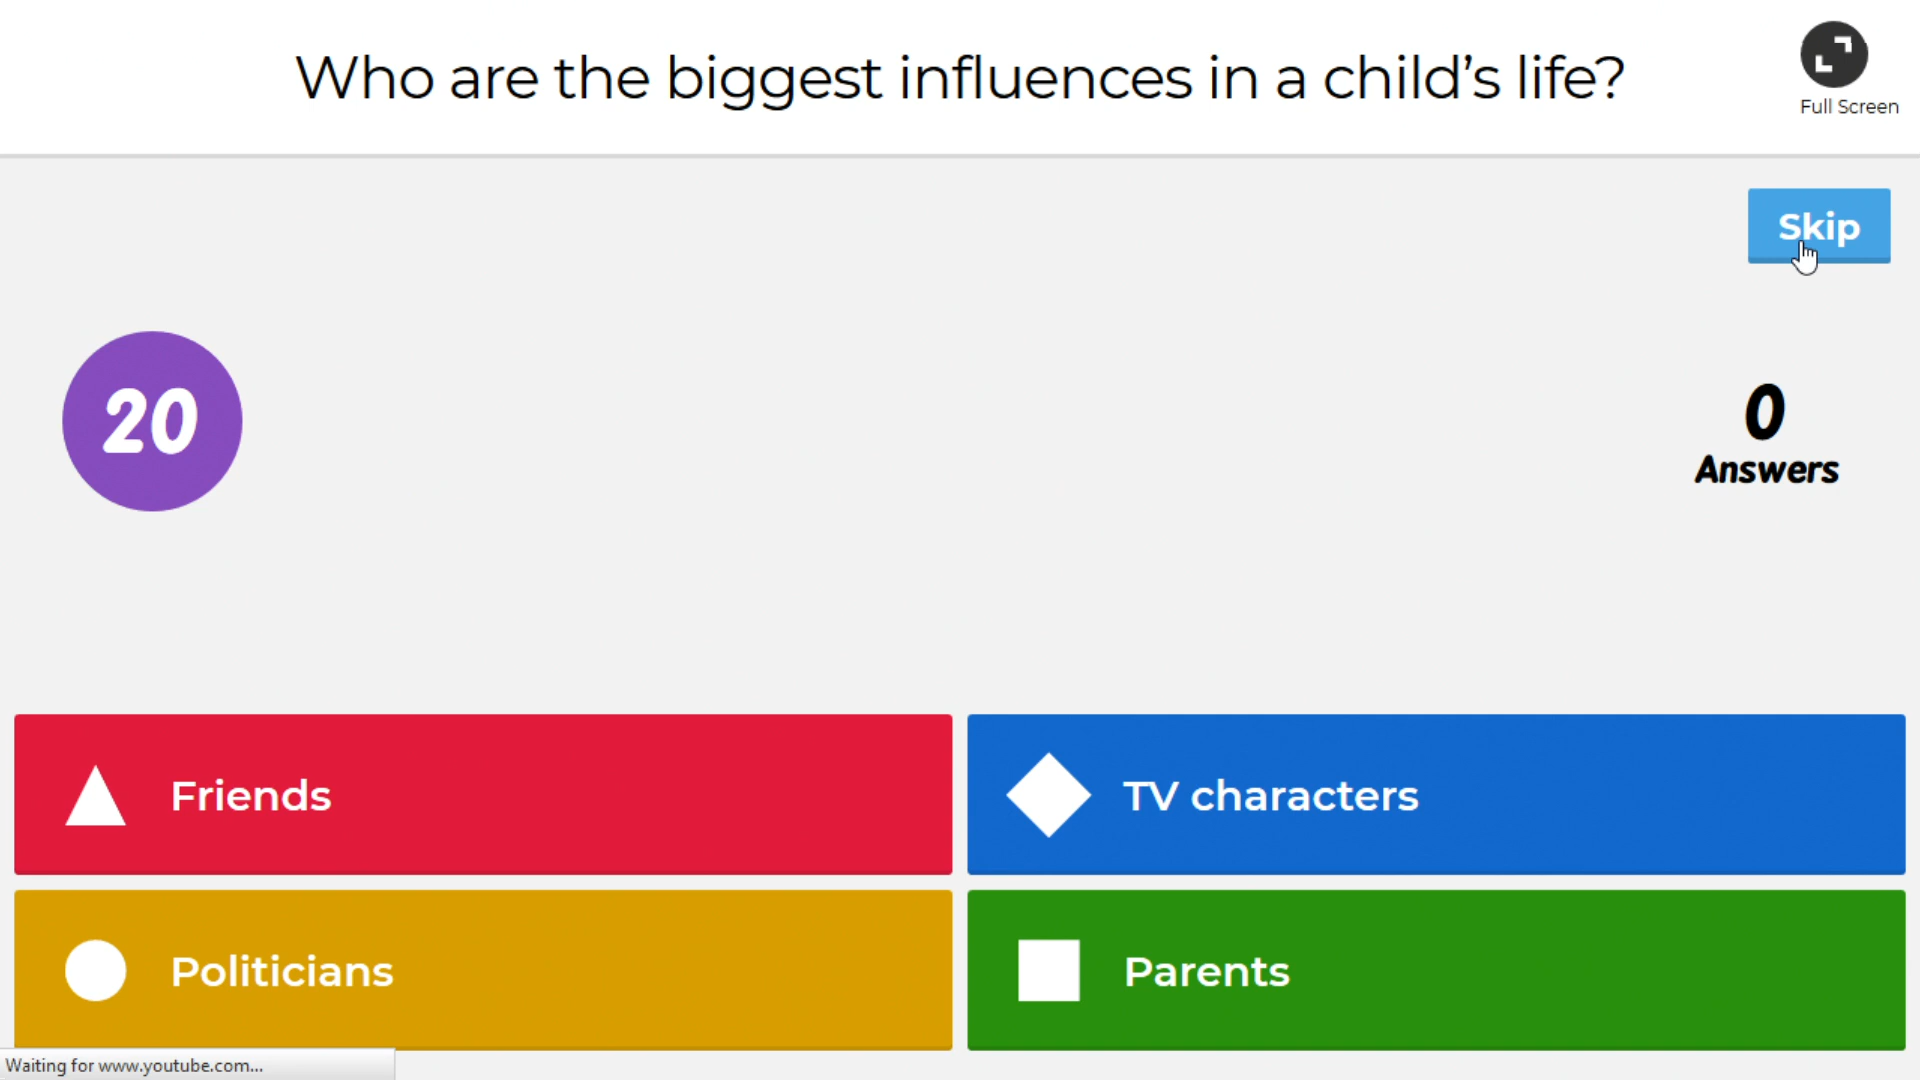 Who are the biggest influences in a child's life?
Full Screen
Skip
20
0
Answers
Friends
TV characters
Politicians
Parents
Waiting for www.youtube.com...